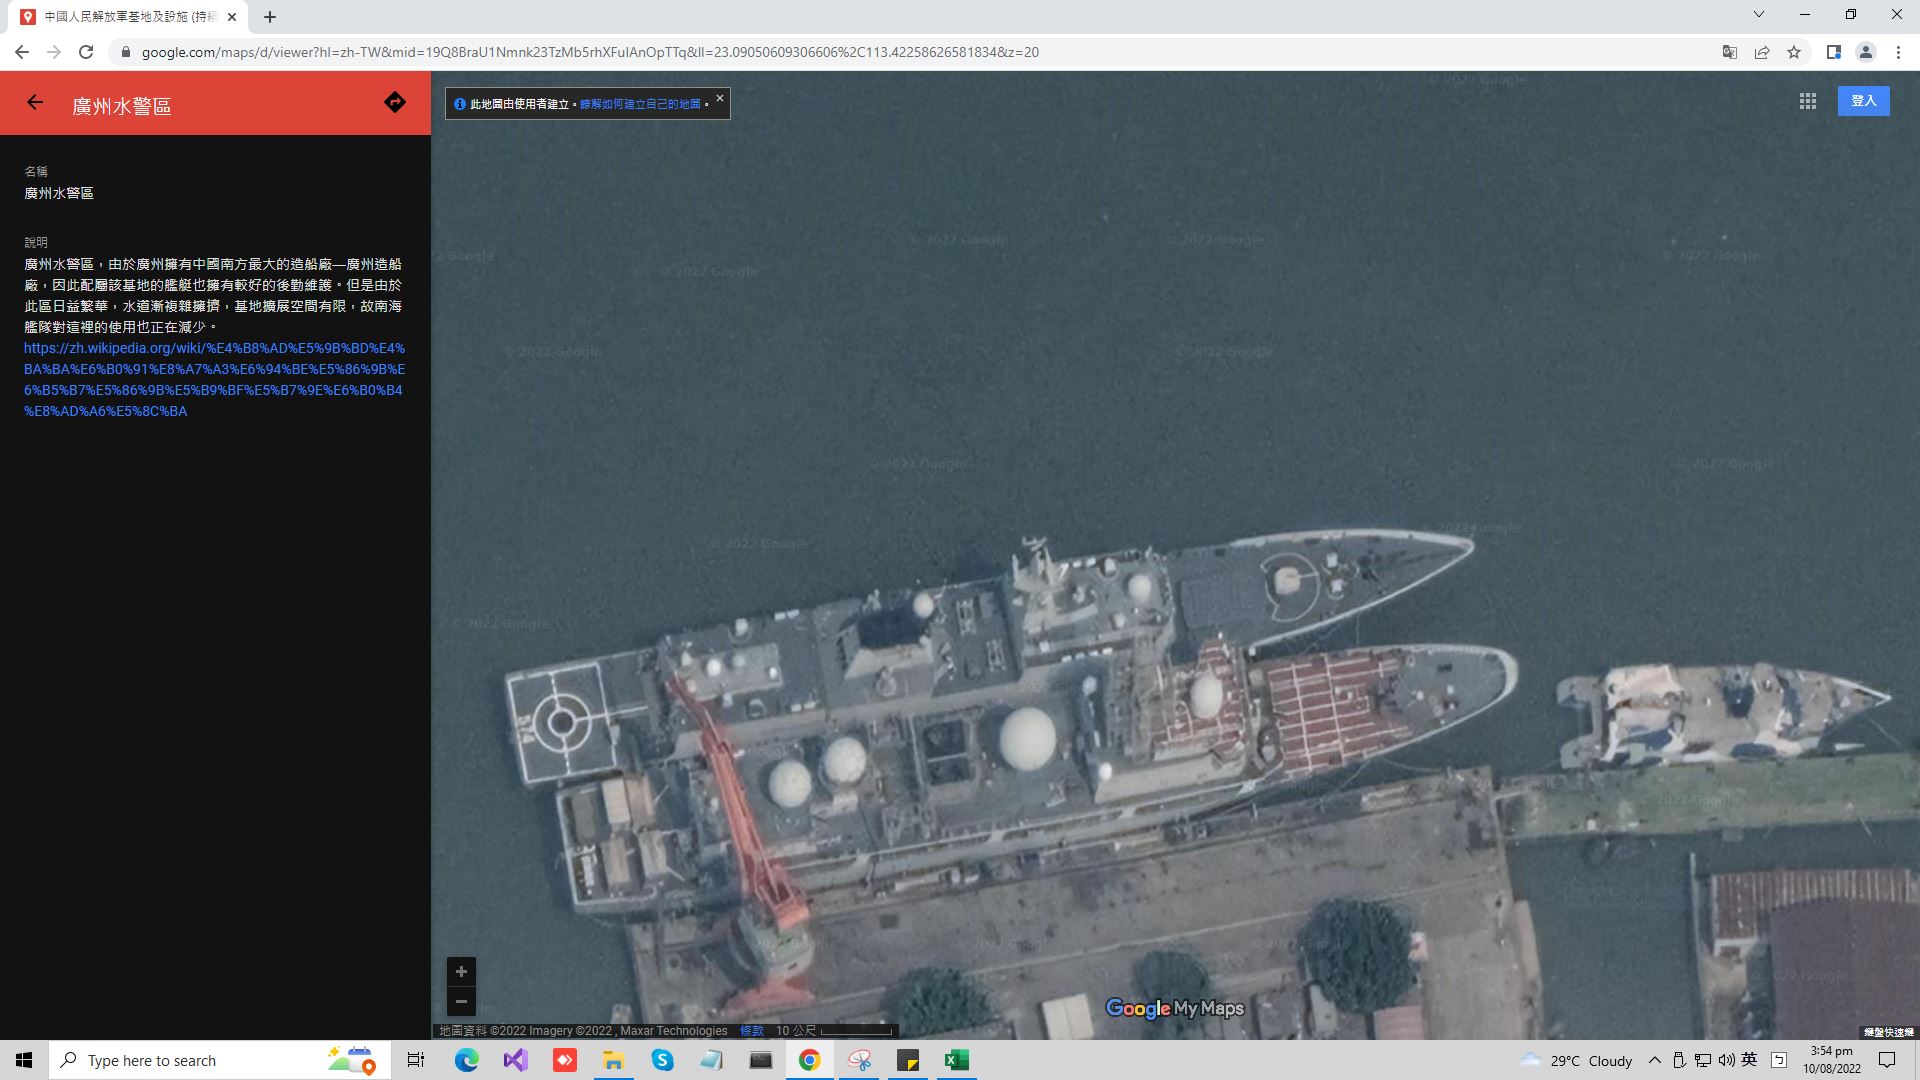 中國人民解放軍基地及設施 (持續
google.com/maps/d/viewer?hl=zh-TW&mid=19Q8BraU1Nmnk23TzMb5rhXFuIAnOpTTq&ll=23.09050609306606%2C113.42258626581834&z=20
廣州水警區
此地圖由使用者建立。瞭解如何建立自己的地圖。
登入
名稱
廣州水警區
說明
廣州水警區，由於廣州擁有中國南方最大的造船廠—廣州造船
廠，因此配屬該基地的艦艇也擁有較好的後勤維護。但是由於
此區日益繁華，水道漸複雜擁擠，基地擴展空間有限，故南海
艦隊對這裡的使用也正在減少。
https://zh.wikipedia.org/wiki/%E4%B8%AD%E5%9B%BD%E4%
BA%BA%E6%B0%91%E8%A7%A3%E6%94%BE%E5%86%9B%E
6%B5%B7%E5%86%9B%E5%B9%BF%E5%B7%9E%E6%B0%B4
%E8%AD%A6%E5%8C%BA
© 2022 Google
Google My Maps
地圖資料 ©2022 Imagery ©2022 , Maxar Technologies 條款 10 公尺
鍵盤快速鍵
Type here to search
29°C Cloudy
英
3:54 pm
10/08/2022